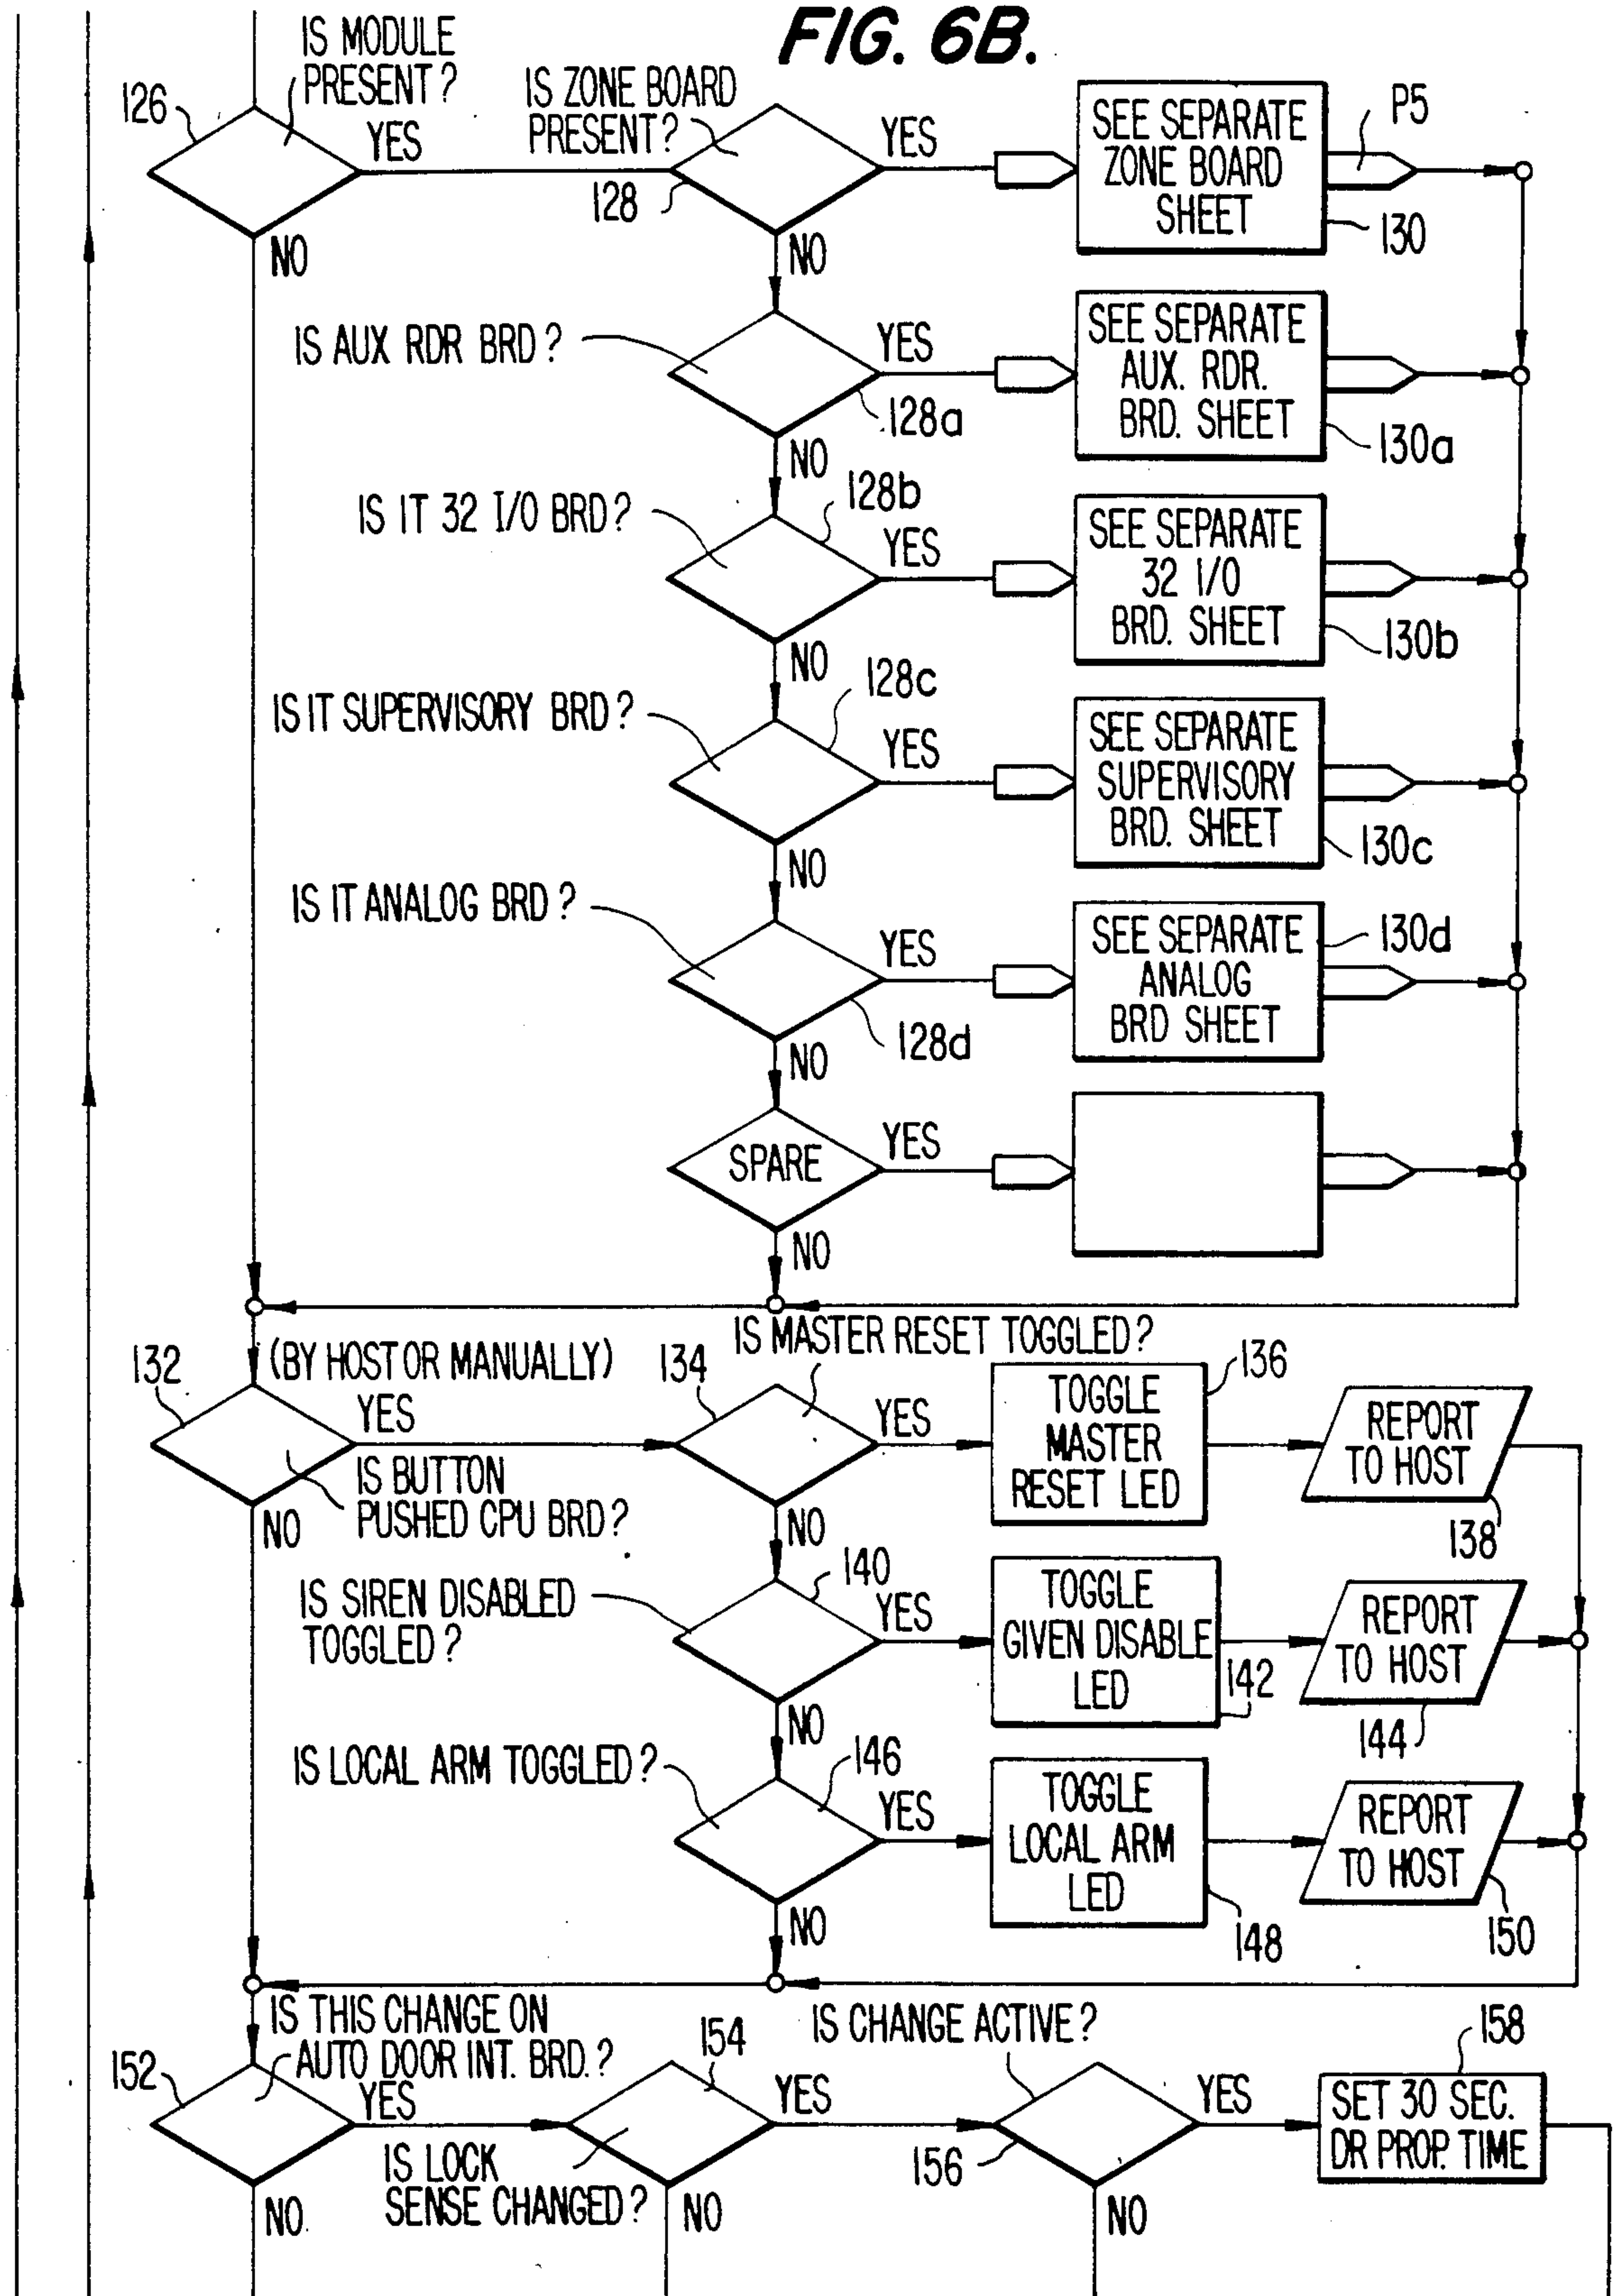 FIG. 6B.
IS MODULE
PRESENT?
126
YES
NO
IS ZONE BOARD
PRESENT?
128
YES
NO
SEE SEPARATE
ZONE BOARD
SHEET
P5
130
IS AUX RDR BRD?
YES
128a
NO
SEE SEPARATE
AUX. RDR.
BRD. SHEET
130a
IS IT 32 I/O BRD?
128b
YES
NO
SEE SEPARATE
32 I/O
BRD. SHEET
130b
IS IT SUPERVISORY BRD?
128c
YES
NO
SEE SEPARATE
SUPERVISORY
BRD. SHEET
130c
IS IT ANALOG BRD?
YES
128d
NO
SEE SEPARATE
ANALOG
BRD SHEET
130d
SPARE
YES
NO
132
(BY HOST OR MANUALLY)
YES
IS BUTTON
PUSHED CPU BRD?
NO
134
IS MASTER RESET TOGGLED?
YES
NO
TOGGLE
MASTER
RESET LED
136
REPORT
TO HOST
138
IS SIREN DISABLED
TOGGLED?
140
YES
NO
TOGGLE
GIVEN DISABLE
LED
142
REPORT
TO HOST
144
IS LOCAL ARM TOGGLED?
146
YES
NO
TOGGLE
LOCAL ARM
LED
148
REPORT
TO HOST
150
IS THIS CHANGE ON
AUTO DOOR INT. BRD.?
152
YES
NO
154
IS LOCK
SENSE CHANGED?
YES
NO
IS CHANGE ACTIVE?
156
YES
NO
158
SET 30 SEC.
DR PROP. TIME